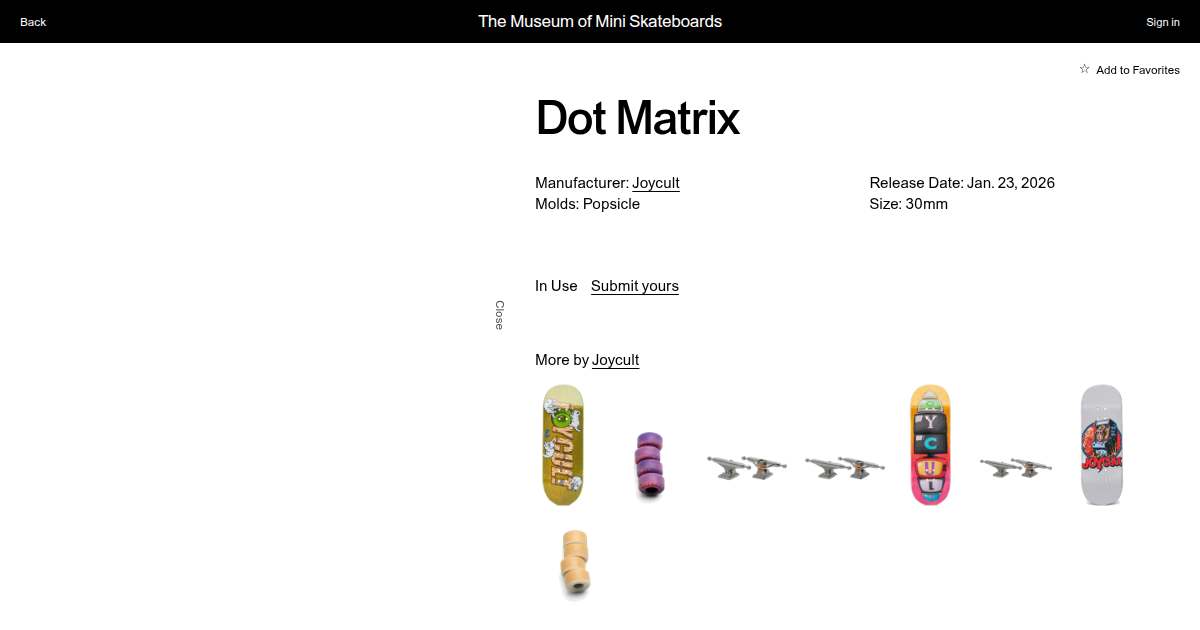 Back
The Museum of Mini Skateboards
Sign in
☆ Add to Favorites
Dot Matrix
Manufacturer: Joycult
Release Date: Jan. 23, 2026
Molds: Popsicle
Size: 30mm
In Use Submit yours
Close
More by Joycult